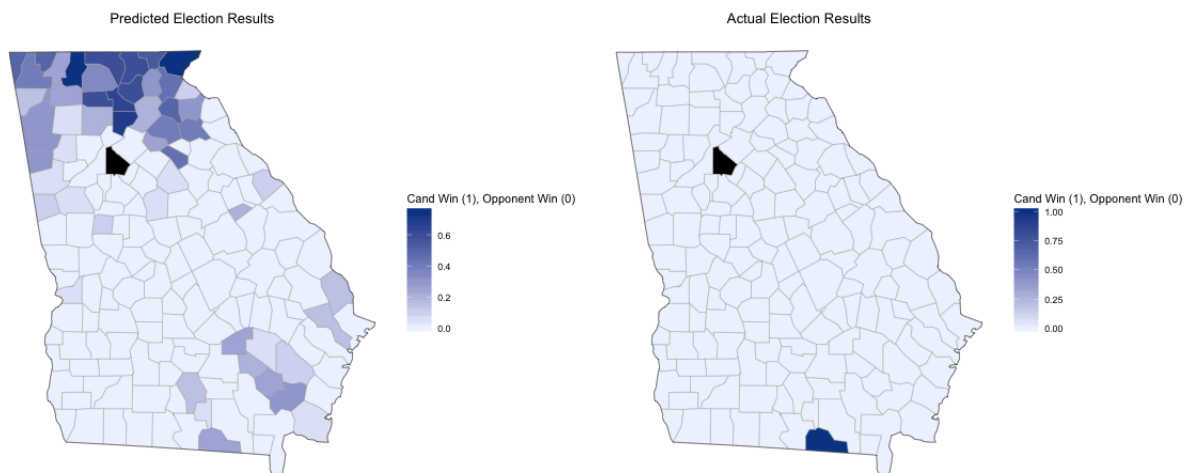 Predicted Election Results
Cand Win (1), Opponent Win (0)
0.6
0.4
0.2
0.0
Actual Election Results
Cand Win (1), Opponent Win (0)
1.00
0.75
0.50
0.25
0.00